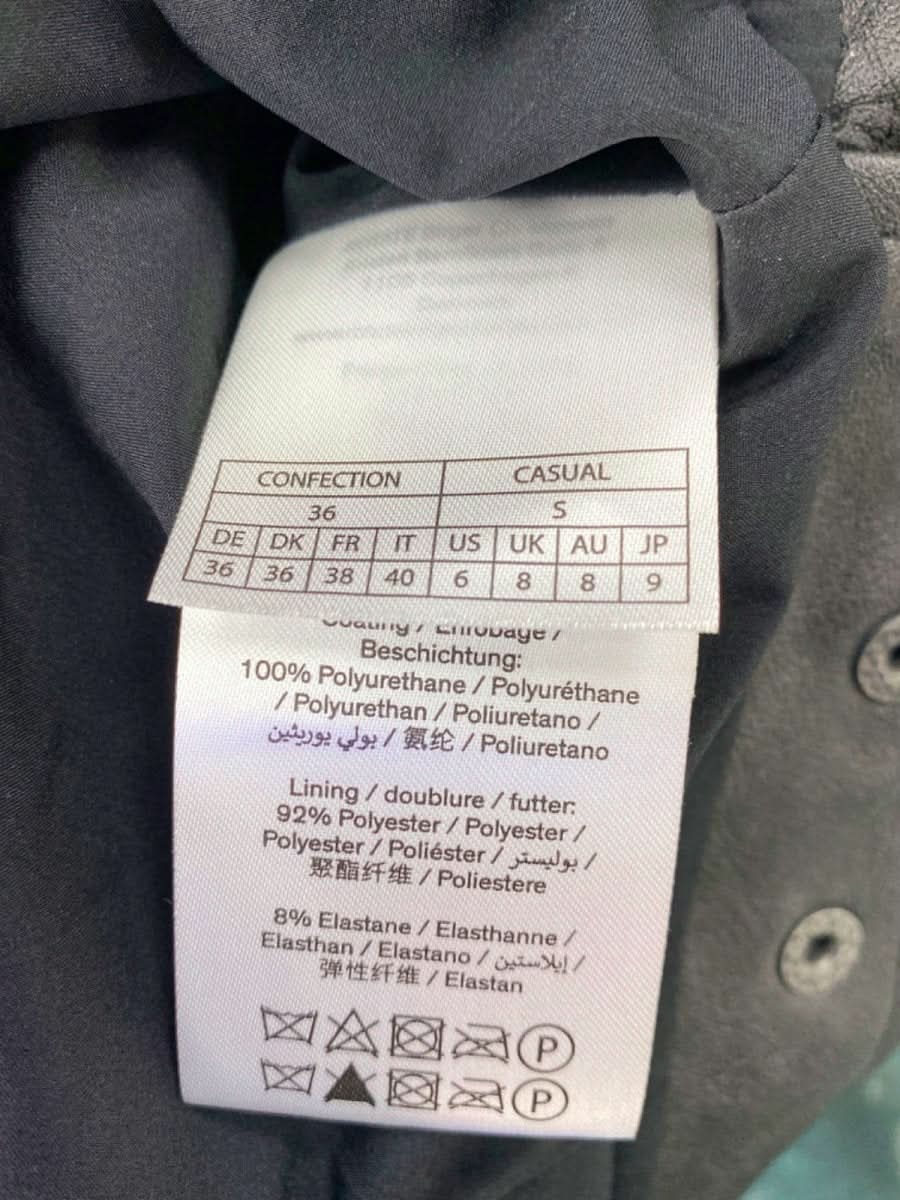 CONFECTION CASUAL
36 S
DE DK FR IT US UK AU JP
36 36 38 40 6 8 8 9
Coating / Enrobage /
Beschichtung:
100% Polyurethane / Polyuréthane
/ Polyurethan / Poliuretano /
بولي يوريثين / 氨纶 / Poliuretano
Lining / doublure / futter:
92% Polyester / Polyester /
Polyester / Poliéster / بوليستر /
聚酯纤维 / Poliestere
8% Elastane / Elasthanne /
Elasthan / Elastano / إيلاستين /
弹性纤维 / Elastan
P
P